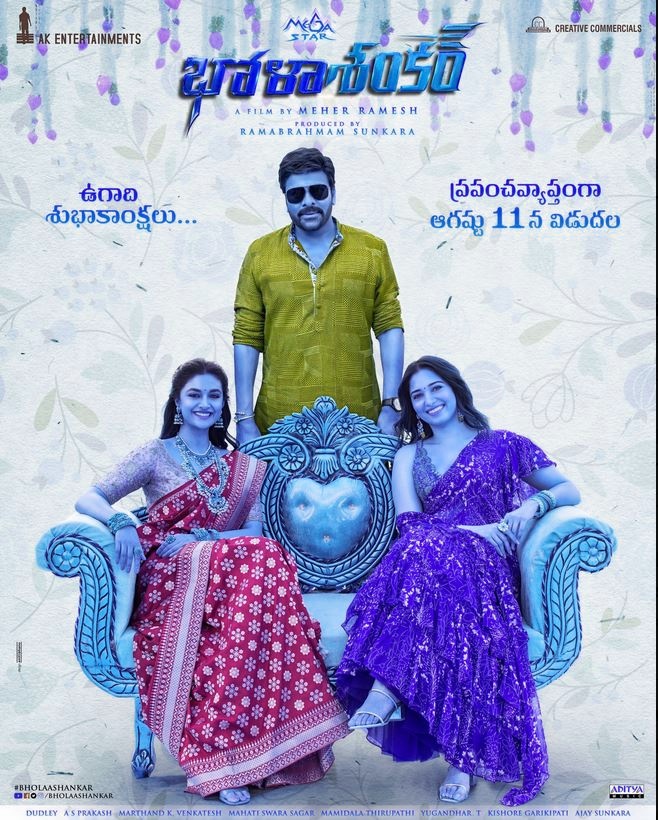 AK ENTERTAINMENTS
MEGA
STAR
CREATIVE COMMERCIALS
భోళాశంకర్
A FILM BY MEHER RAMESH
PRODUCED BY
RAMABRAHMAM SUNKARA
ఉగాది
శుభాకాంక్షలు...
ప్రపంచవ్యాప్తంగా
ఆగష్టు 11 న విడుదల
#BHOLAASHANKAR
/BHOLAASHANKAR
ADITYA
MUSIC
DUDLEY A S PRAKASH MARTHAND K. VENKATESH MAHATI SWARA SAGAR MAMIDALA THIRUPATHI YUGANDHAR. T KISHORE GARIKIPATI AJAY SUNKARA